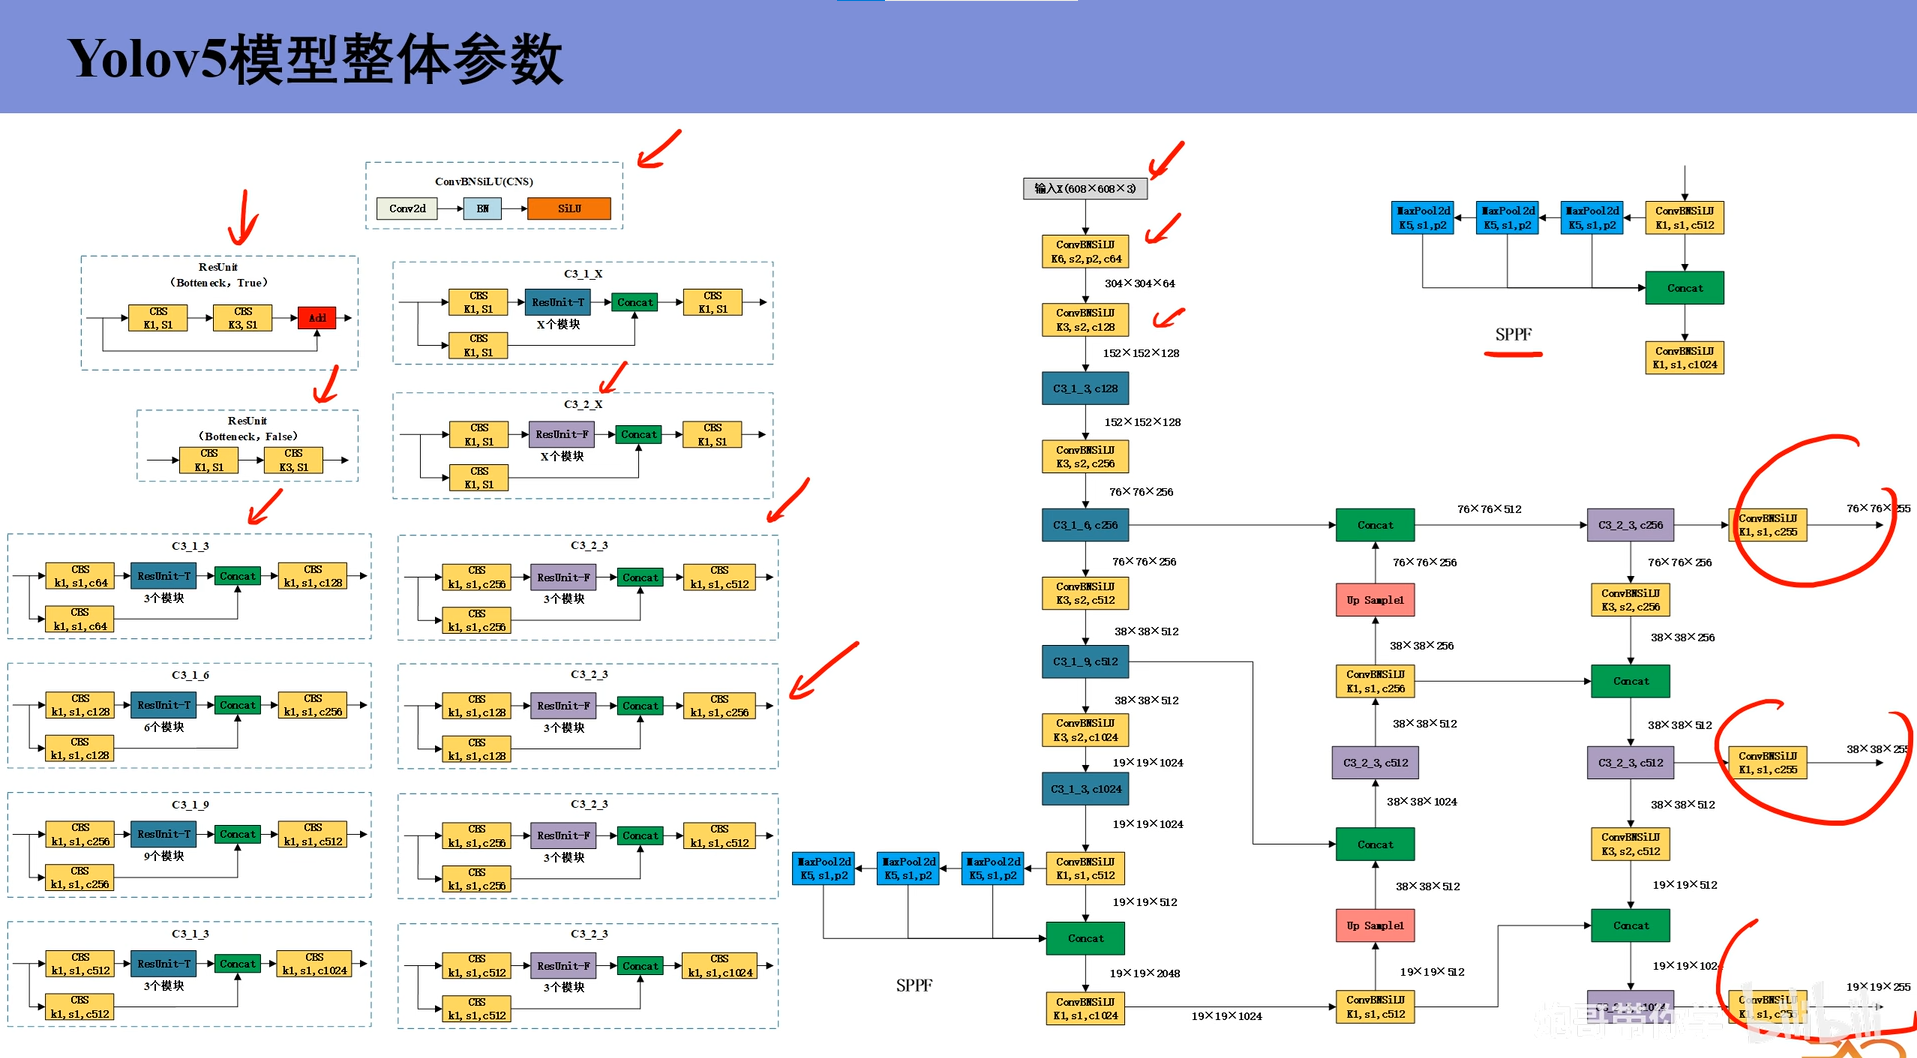 Yolov5模型整体参数
ConvBNSiLU(CNS)
Conv2d
BN
SiLU
ResUnit
(Botteneck, True)
CBS
K1,S1
CBS
K3,S1
Add
ResUnit
(Botteneck, False)
CBS
K1,S1
CBS
K3,S1
C3_1_X
CBS
K1,S1
ResUnit-T
Concat
CBS
K1,S1
X个模块
CBS
K1,S1
C3_2_X
CBS
K1,S1
ResUnit-F
Concat
CBS
K1,S1
X个模块
CBS
K1,S1
C3_1_3
CBS
k1,s1,c64
ResUnit-T
Concat
CBS
k1,s1,c128
3个模块
CBS
k1,s1,c64
C3_2_3
CBS
k1,s1,c256
ResUnit-F
Concat
CBS
k1,s1,c512
3个模块
CBS
k1,s1,c256
C3_1_6
CBS
k1,s1,c128
ResUnit-T
Concat
CBS
k1,s1,c256
6个模块
CBS
k1,s1,c128
C3_2_3
CBS
k1,s1,c128
ResUnit-F
Concat
CBS
k1,s1,c256
3个模块
CBS
k1,s1,c128
C3_1_9
CBS
k1,s1,c256
ResUnit-T
Concat
CBS
k1,s1,c512
9个模块
CBS
k1,s1,c256
C3_2_3
CBS
k1,s1,c256
ResUnit-F
Concat
CBS
k1,s1,c512
3个模块
CBS
k1,s1,c256
C3_1_3
CBS
k1,s1,c512
ResUnit-T
Concat
CBS
k1,s1,c1024
3个模块
CBS
k1,s1,c512
C3_2_3
CBS
k1,s1,c512
ResUnit-F
Concat
CBS
k1,s1,c1024
3个模块
CBS
k1,s1,c512
输入X(608×608×3)
ConvBNSiLU
K6,s2,p2,c64
304×304×64
ConvBNSiLU
K3,s2,c128
152×152×128
C3_1_3,c128
152×152×128
ConvBNSiLU
K3,s2,c256
76×76×256
C3_1_6,c256
76×76×256
ConvBNSiLU
K3,s2,c512
38×38×512
C3_1_9,c512
38×38×512
ConvBNSiLU
K3,s2,c1024
19×19×1024
C3_1_3,c1024
19×19×1024
MaxPool2d
K5,s1,p2
MaxPool2d
K5,s1,p2
MaxPool2d
K5,s1,p2
ConvBNSiLU
K1,s1,c512
19×19×512
Concat
SPPF
19×19×2048
ConvBNSiLU
K1,s1,c1024
19×19×1024
Concat
76×76×256
Up Sample1
38×38×256
ConvBNSiLU
K1,s1,c256
38×38×512
C3_2_3,c512
38×38×1024
Concat
38×38×512
Up Sample1
19×19×512
ConvBNSiLU
K1,s1,c512
MaxPool2d
K5,s1,p2
MaxPool2d
K5,s1,p2
MaxPool2d
K5,s1,p2
ConvBNSiLU
K1,s1,c512
Concat
SPPF
ConvBNSiLU
K1,s1,c1024
76×76×512
C3_2_3,c256
ConvBNSiLU
K1,s1,c255
76×76×255
76×76×256
ConvBNSiLU
K3,s2,c256
38×38×256
Concat
38×38×512
C3_2_3,c512
ConvBNSiLU
K1,s1,c255
38×38×255
38×38×512
ConvBNSiLU
K3,s2,c512
19×19×512
Concat
19×19×1024
ConvBNSiLU
K1,s1,c255
19×19×255